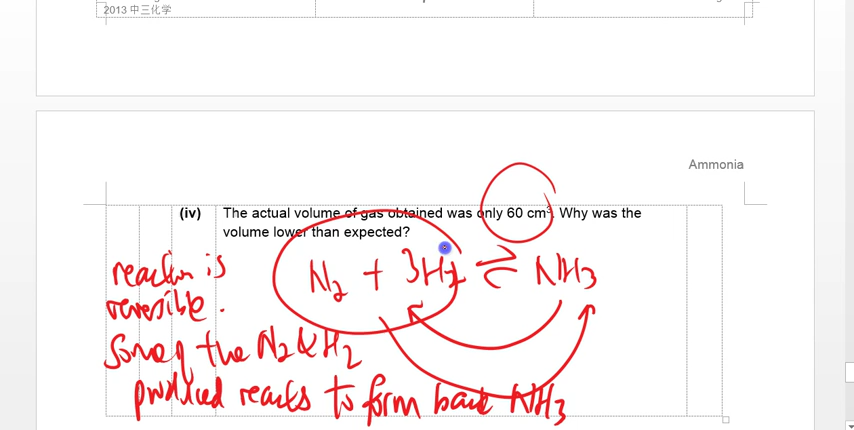 2013 中三化学
Ammonia
(iv) The actual volume of gas obtained was only 60 cm³. Why was the
volume lower than expected?
N₂ + 3H₂ ⇌ NH₃
reaction is
reversible.
Some of the N₂ & H₂
produced reacts to form back NH₃